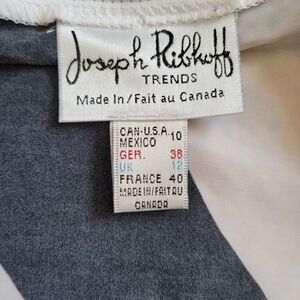 Joseph Ribkoff
TRENDS
Made In/Fait au Canada
CAN-U.S.A. 10
MEXICO
GER. 38
UK 12
FRANCE 40
MADE IN/FAIT AU
CANADA